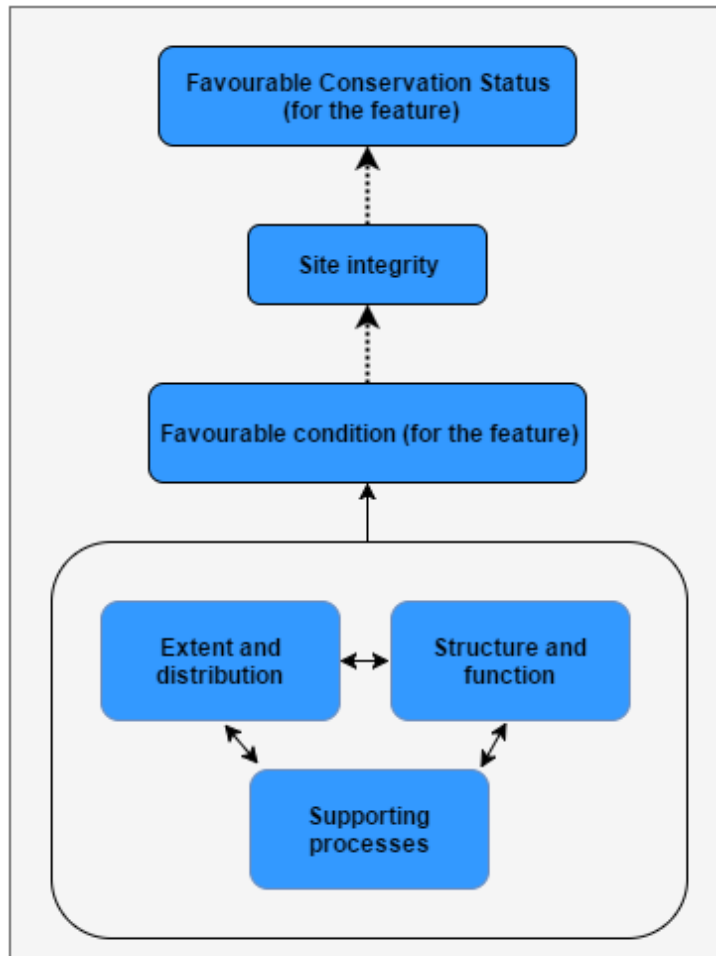 Favourable Conservation Status
(for the feature)
Site integrity
Favourable condition (for the feature)
Extent and
distribution
Structure and
function
Supporting
processes